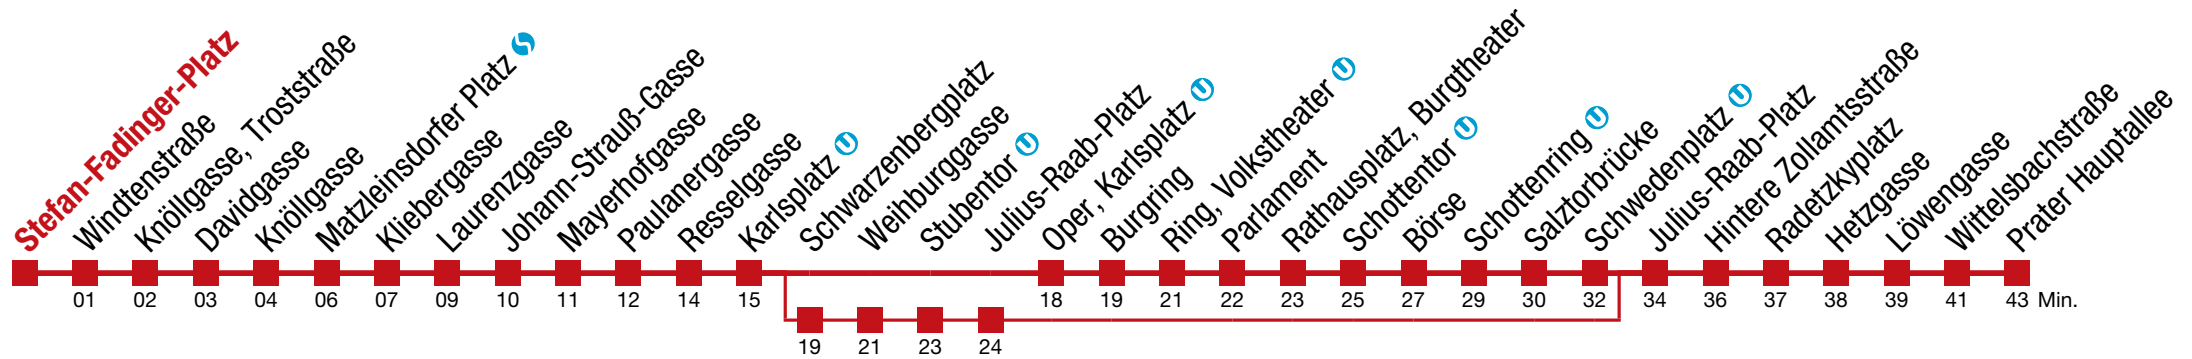 Stefan-Fadinger-Platz
Windtenstraße
Knöllgasse, Troststraße
Davidgasse
Knöllgasse
Matzleinsdorfer Platz
Kliebergasse
Laurenzgasse
Johann-Strauß-Gasse
Mayerhofgasse
Paulanergasse
Resselgasse
Karlsplatz U
Schwarzenbergplatz
Weihburggasse
Stubentor U
Julius-Raab-Platz
Oper, Karlsplatz U
Burgring
Ring, Volkstheater U
Parlament
Rathausplatz, Burgtheater
Schottentor U
Börse
Schottenring U
Salztorbrücke
Schwedenplatz U
Julius-Raab-Platz
Hintere Zollamtsstraße
Radetzkyplatz
Hetzgasse
Löwengasse
Wittelsbachstraße
Prater Hauptallee
01 02 03 04 06 07 09 10 11 12 14 15 18 19 21 22 23 25 27 29 30 32 34 36 37 38 39 41 43 Min.
19 21 23 24